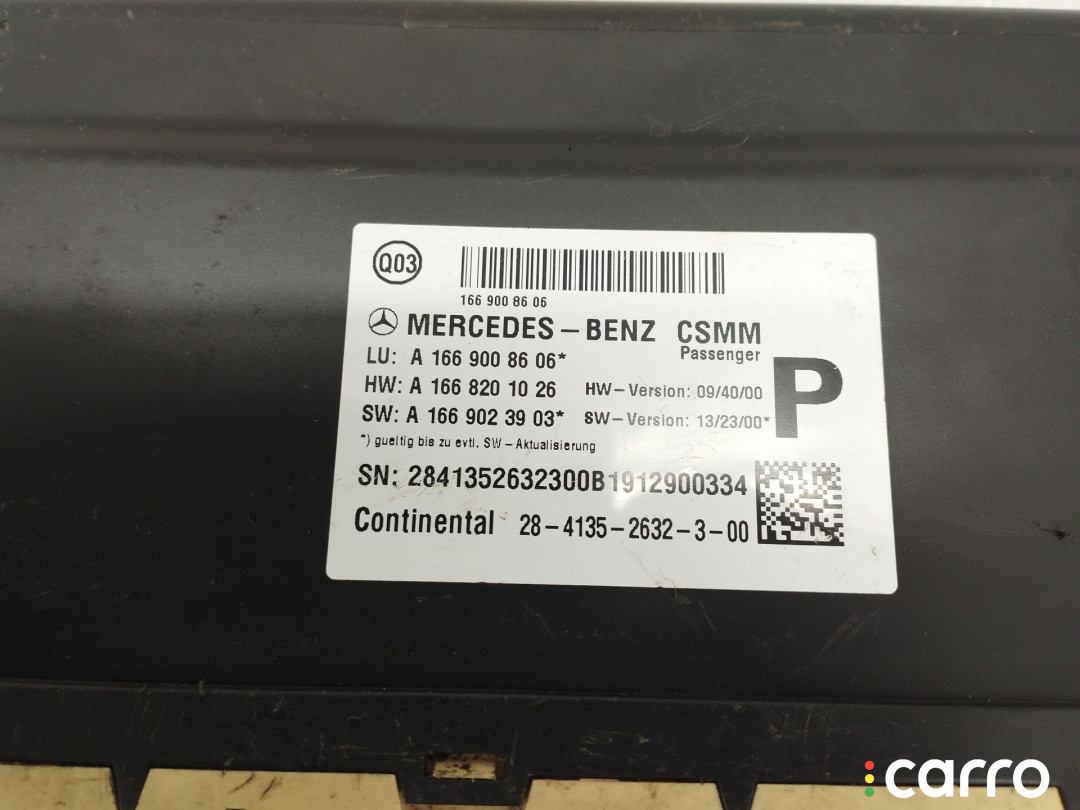 Q03
166 900 86 06
MERCEDES-BENZ CSMM
Passenger
P
LU: A 166 900 86 06*
HW: A 166 820 10 26 HW-Version: 09/40/00
SW: A 166 902 39 03* SW-Version: 13/23/00*
*) gueltig bis zu evtl. SW-Aktualisierung
SN: 2841352632300B1912900334
Continental 28-4135-2632-3-00
carro